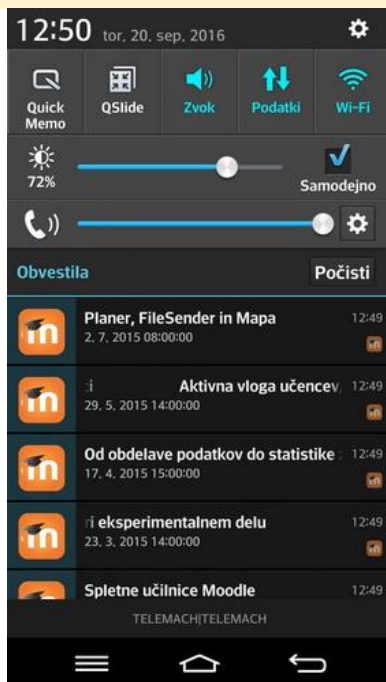 12:50 tor, 20. sep, 2016
Quick Memo
QSlide
Zvok
Podatki
Wi-Fi
72%
Samodejno
Obvestila
Počisti
Planer, FileSender in Mapa 12:49
2. 7. 2015 08:00:00
:i Aktivna vloga učencev, 12:49
29. 5. 2015 14:00:00
Od obdelave podatkov do statistike 12:49
17. 4. 2015 15:00:00
ri eksperimentalnem delu 12:49
23. 3. 2015 14:00:00
Spletne učilnice Moodle 12:49
TELEMACH|TELEMACH